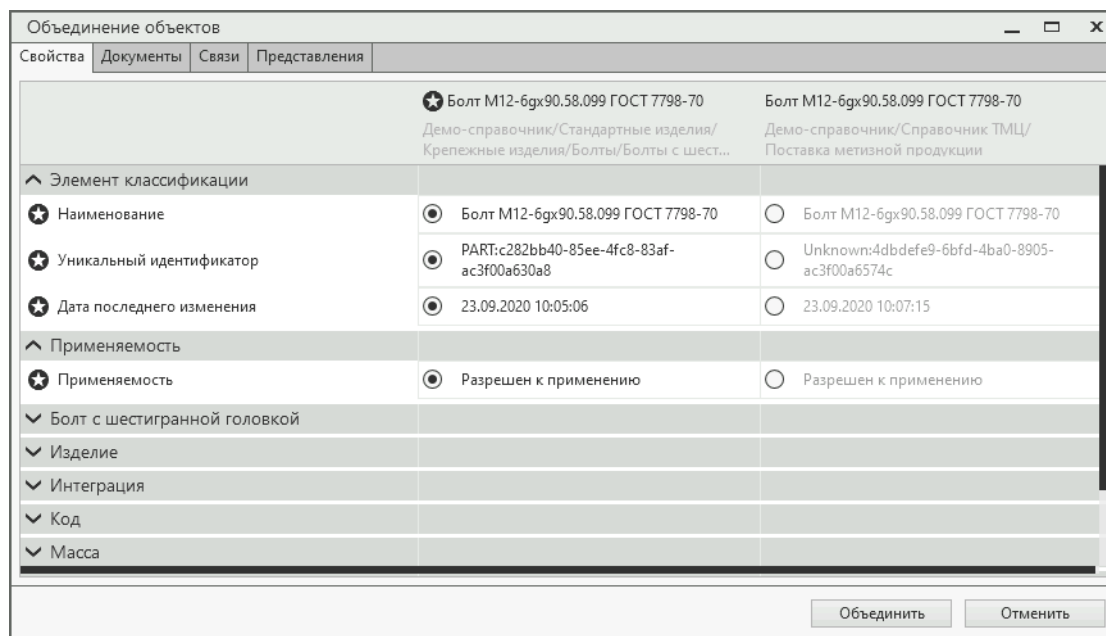 Объединение объектов
Свойства Документы Связи Представления
Болт М12-6gx90.58.099 ГОСТ 7798-70 Болт М12-6gx90.58.099 ГОСТ 7798-70
Демо-справочник/Стандартные изделия/ Демо-справочник/Справочник ТМЦ/
Крепежные изделия/Болты/Болты с шест... Поставка метизной продукции
Элемент классификации
Наименование Болт М12-6gx90.58.099 ГОСТ 7798-70 Болт М12-6gx90.58.099 ГОСТ 7798-70
Уникальный идентификатор PART:c282bb40-85ee-4fc8-83af- Unknown:4dbdefe9-6bfd-4ba0-8905-
ac3f00a630a8 ac3f00a6574c
Дата последнего изменения 23.09.2020 10:05:06 23.09.2020 10:07:15
Применяемость
Применяемость Разрешен к применению Разрешен к применению
Болт с шестигранной головкой
Изделие
Интеграция
Код
Масса
Объединить Отменить